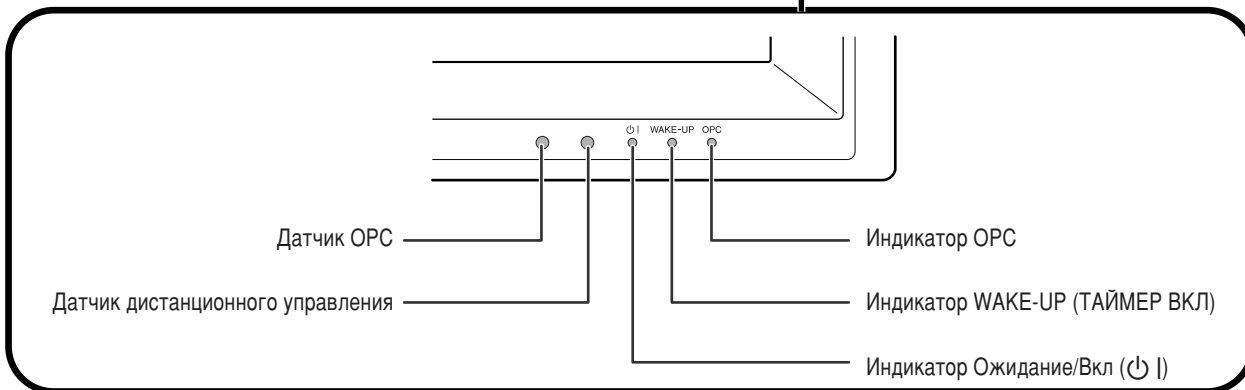 ⏻ | WAKE-UP OPC
Датчик OPC
Индикатор OPC
Датчик дистанционного управления
Индикатор WAKE-UP (ТАЙМЕР ВКЛ)
Индикатор Ожидание/Вкл (⏻ |)